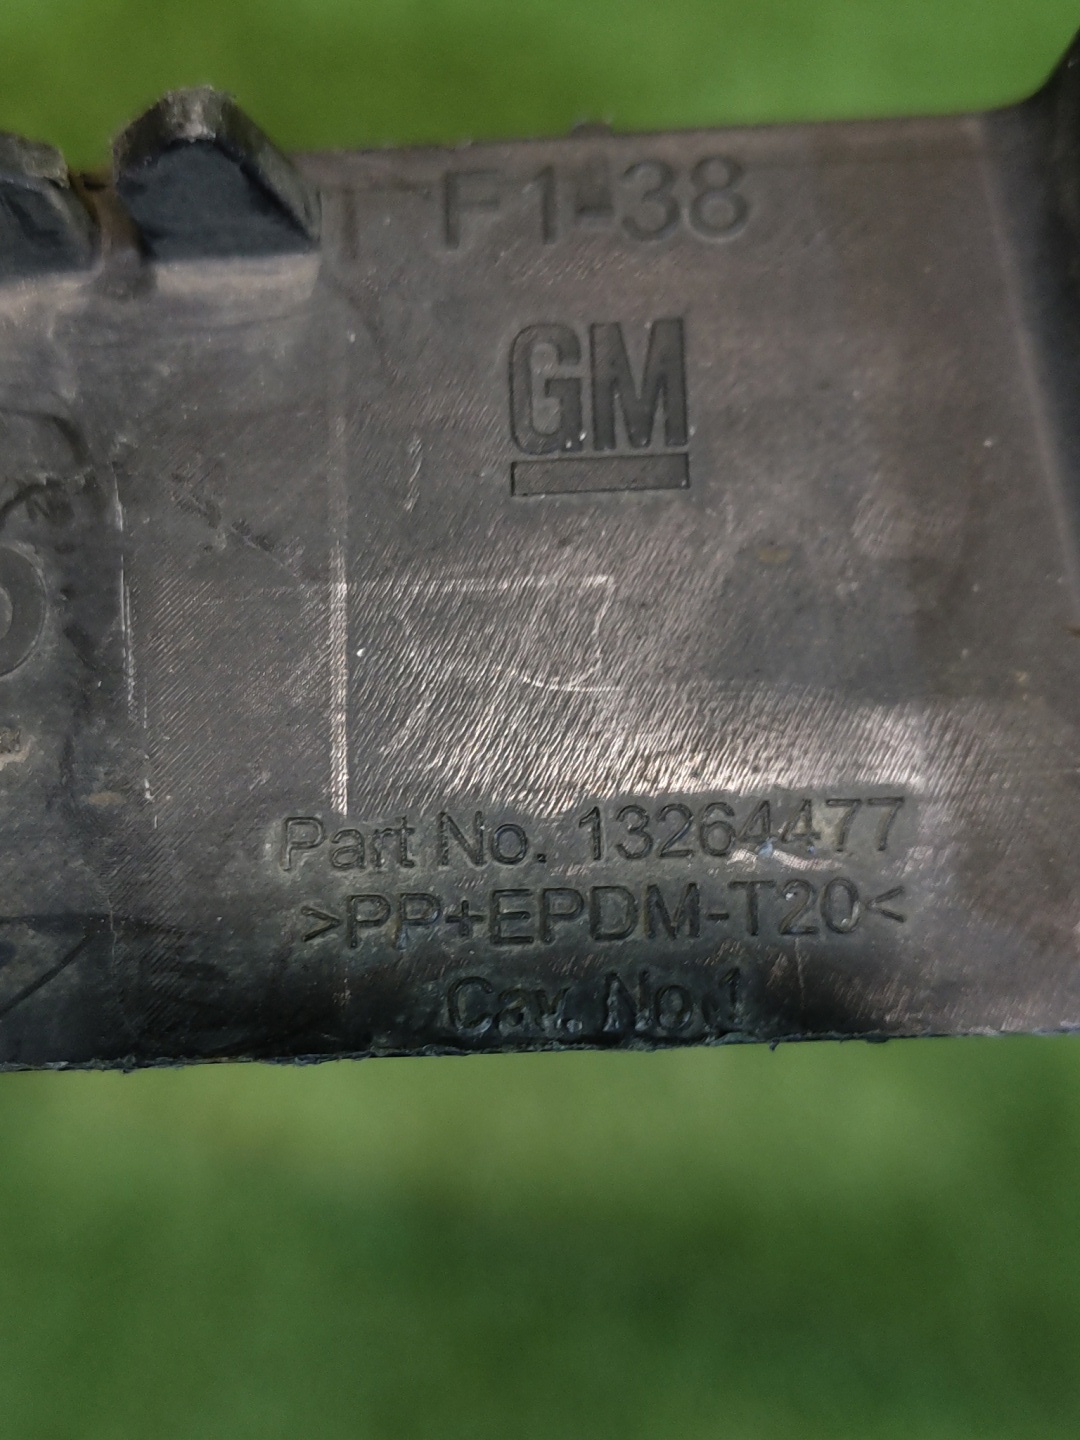 F1-38
GM
Part No. 13264477
>PP+EPDM-T20<
Cav. No.1